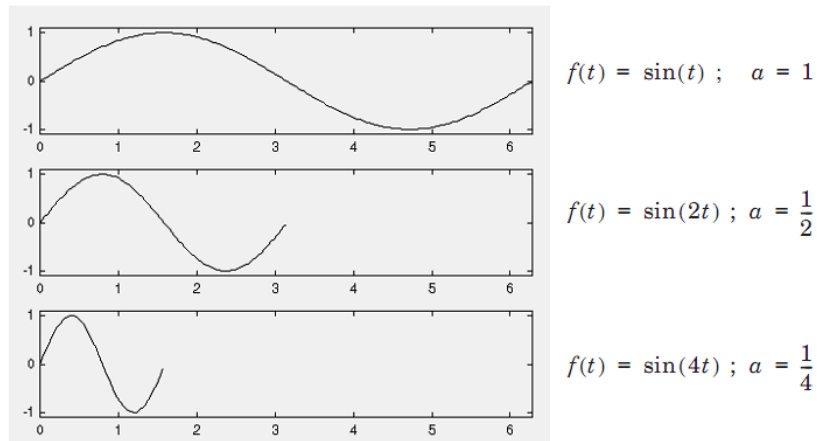 1
0
-1
0 1 2 3 4 5 6
f(t) = sin(t) ; a = 1
1
0
-1
0 1 2 3 4 5 6
f(t) = sin(2t) ; a = 1/2
1
0
-1
0 1 2 3 4 5 6
f(t) = sin(4t) ; a = 1/4